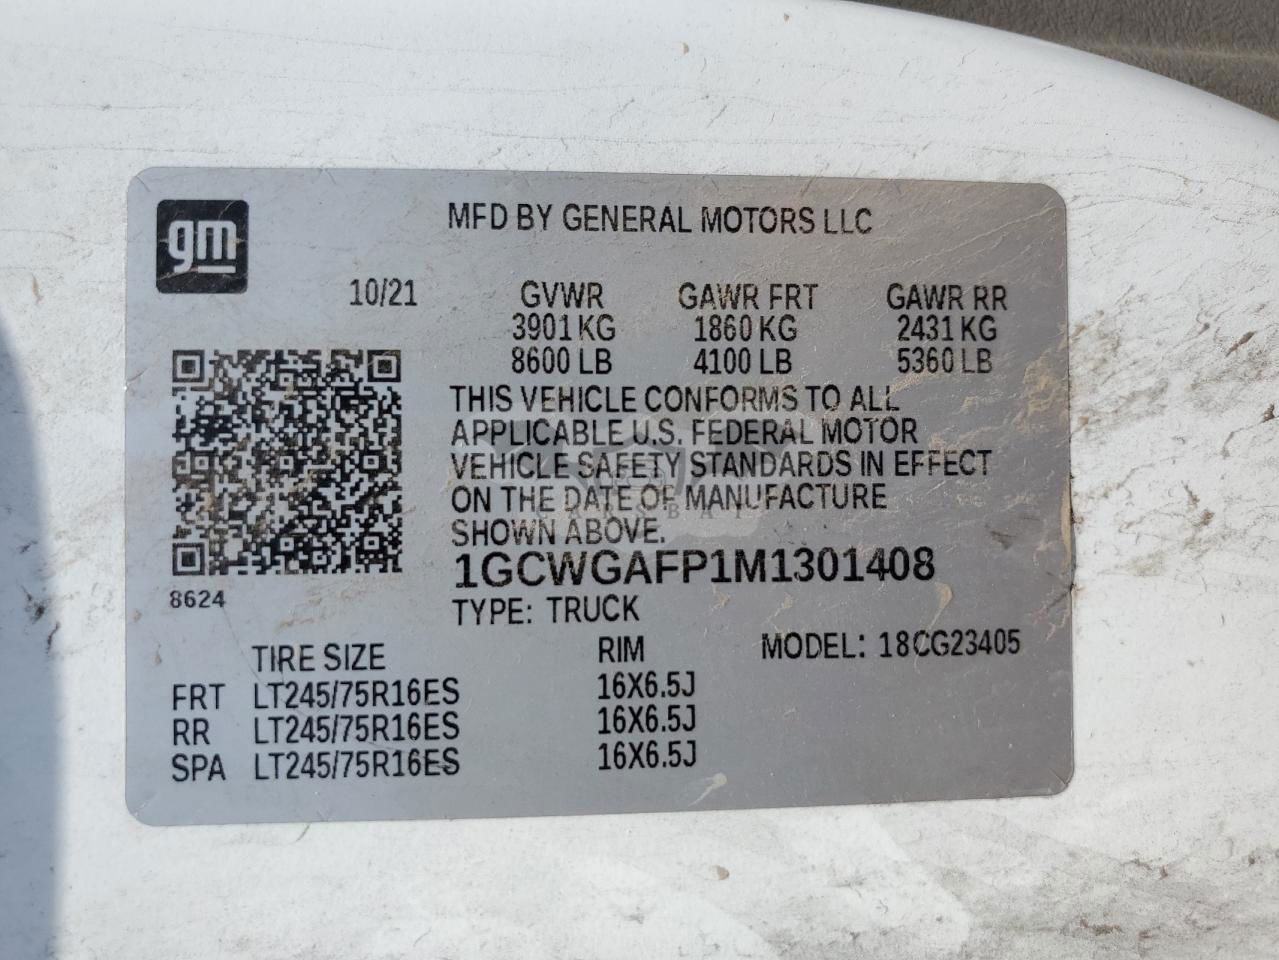 gm
MFD BY GENERAL MOTORS LLC
10/21 GVWR GAWR FRT GAWR RR
3901 KG 1860 KG 2431 KG
8600 LB 4100 LB 5360 LB
THIS VEHICLE CONFORMS TO ALL
APPLICABLE U.S. FEDERAL MOTOR
VEHICLE SAFETY STANDARDS IN EFFECT
ON THE DATE OF MANUFACTURE
SHOWN ABOVE.
1GCWGAFP1M1301408
8624
TYPE: TRUCK
TIRE SIZE RIM MODEL: 18CG23405
FRT LT245/75R16ES 16X6.5J
RR LT245/75R16ES 16X6.5J
SPA LT245/75R16ES 16X6.5J